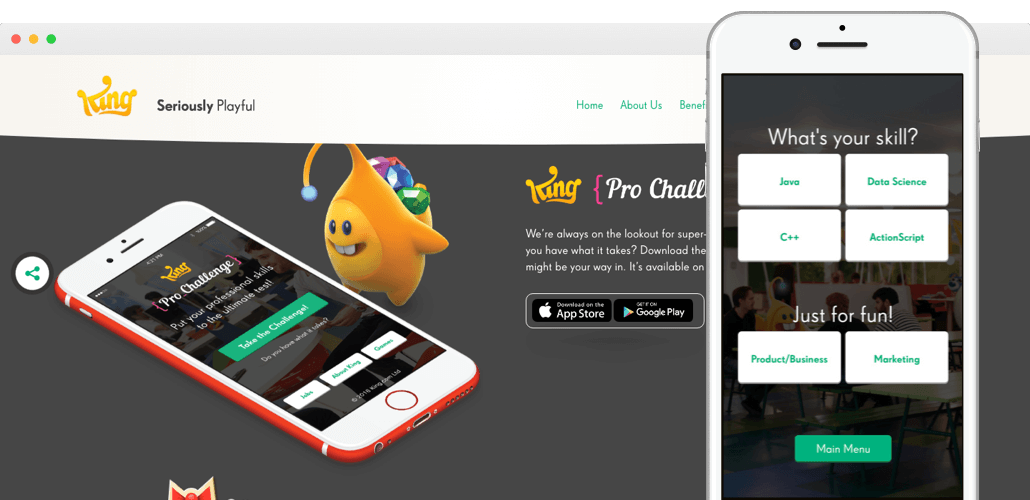 King
Seriously Playful
Home About Us
King {Pro Challe
We're always on the lookout for super-
you have what it takes? Download the
might be your way in. It's available on
Download on the
App Store
GET IT ON
Google Play
4:21 PM
King
{Pro Challenge}
Put your professional skills
to the ultimate test!
Take the Challenge!
Do you have what it takes?
Jobs
About King
Games
© 2016 King.com Ltd
What's your skill?
Java
Data Science
C++
ActionScript
Just for fun!
Product/Business
Marketing
Main Menu